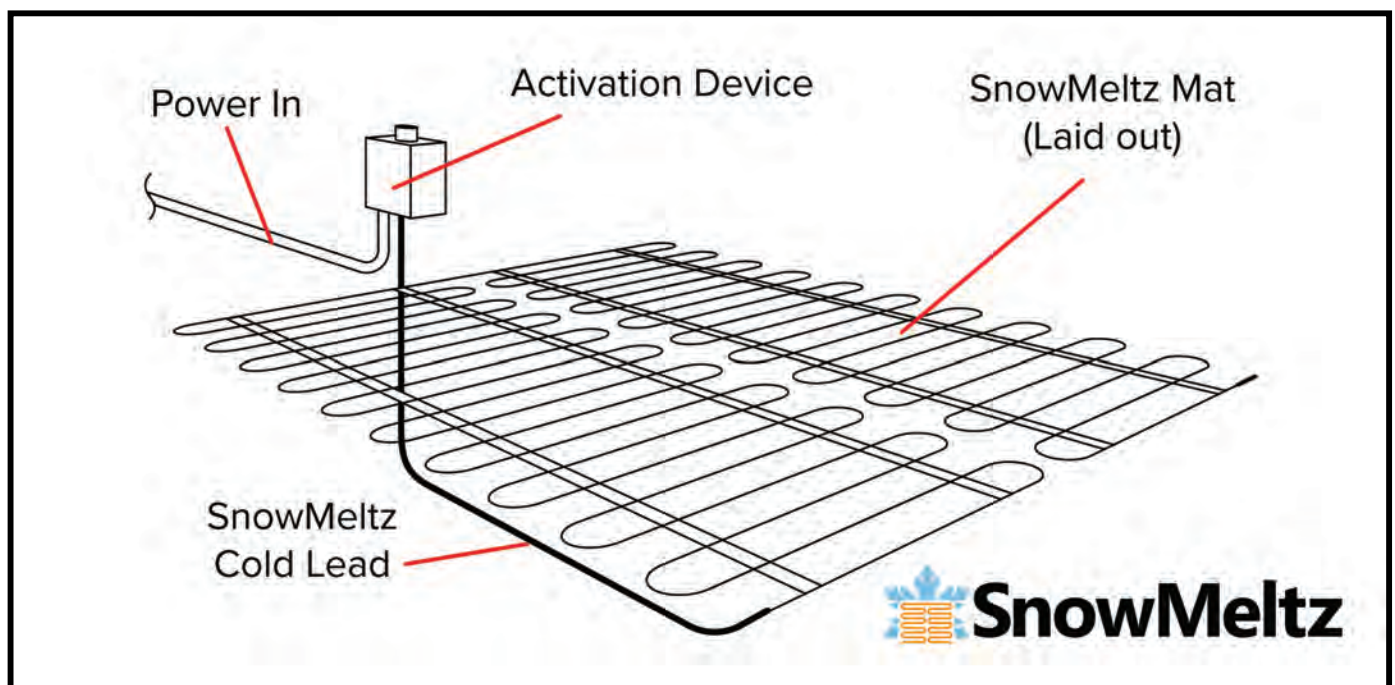 Power In
Activation Device
SnowMeltz Mat
(Laid out)
SnowMeltz
Cold Lead
SnowMeltz